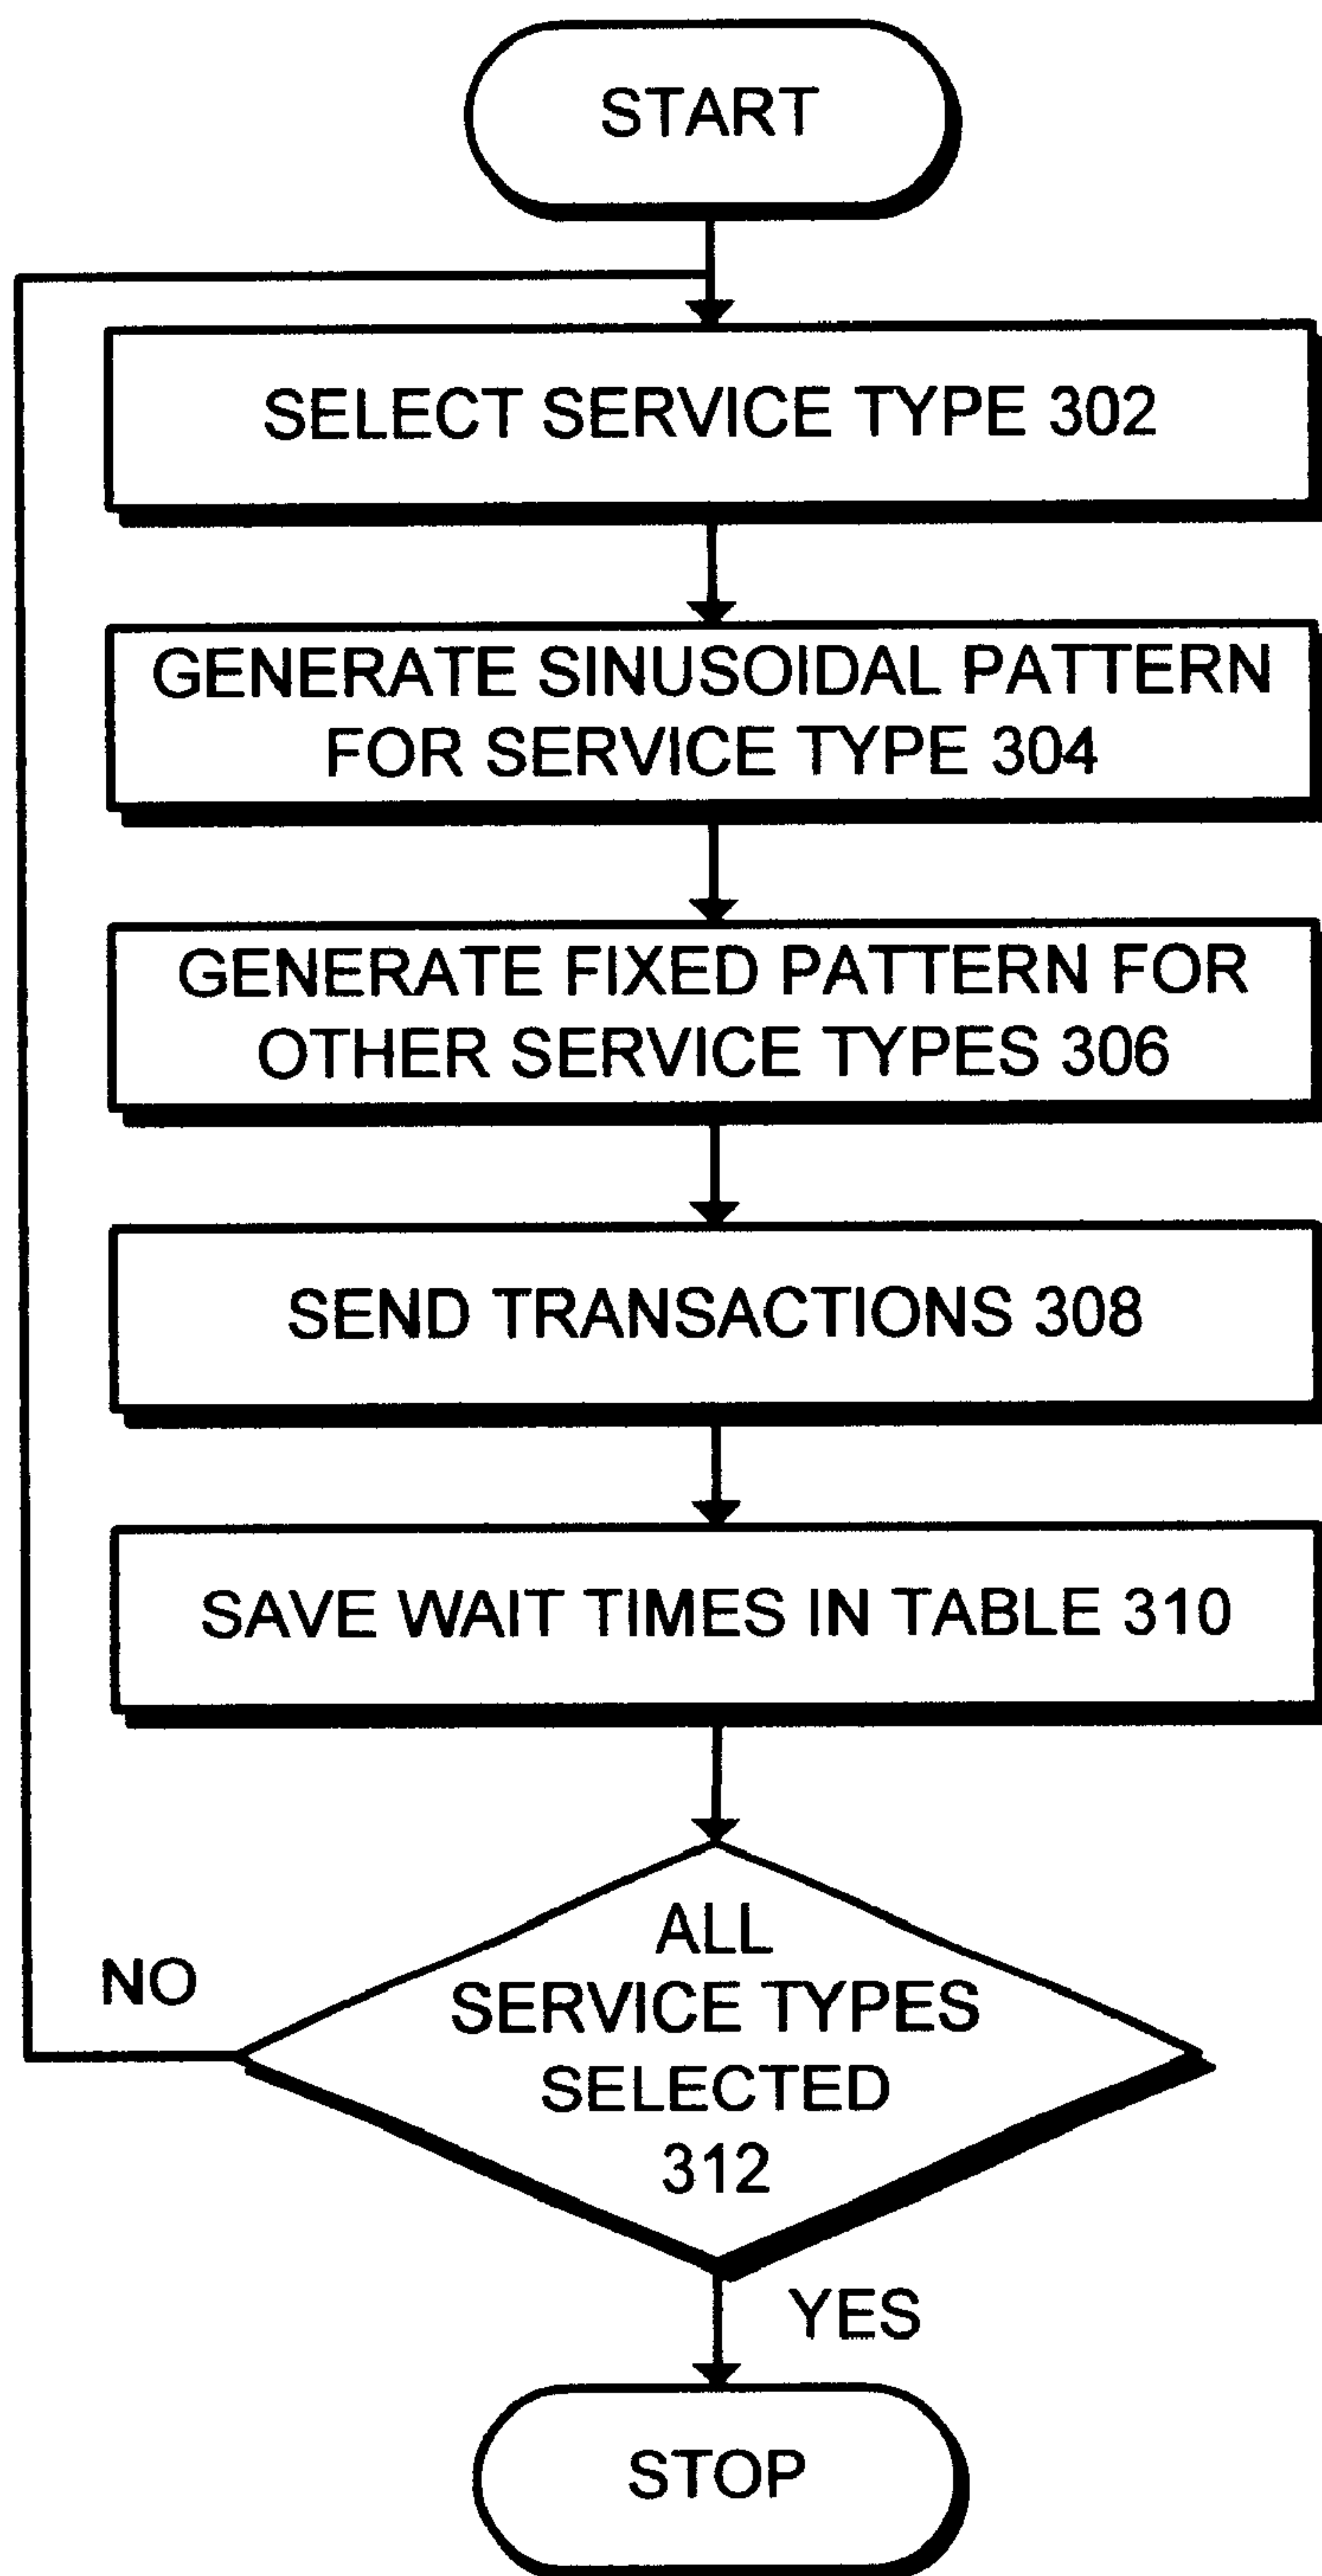 START
SELECT SERVICE TYPE 302
GENERATE SINUSOIDAL PATTERN
FOR SERVICE TYPE 304
GENERATE FIXED PATTERN FOR
OTHER SERVICE TYPES 306
SEND TRANSACTIONS 308
SAVE WAIT TIMES IN TABLE 310
ALL
SERVICE TYPES
SELECTED
312
NO
YES
STOP